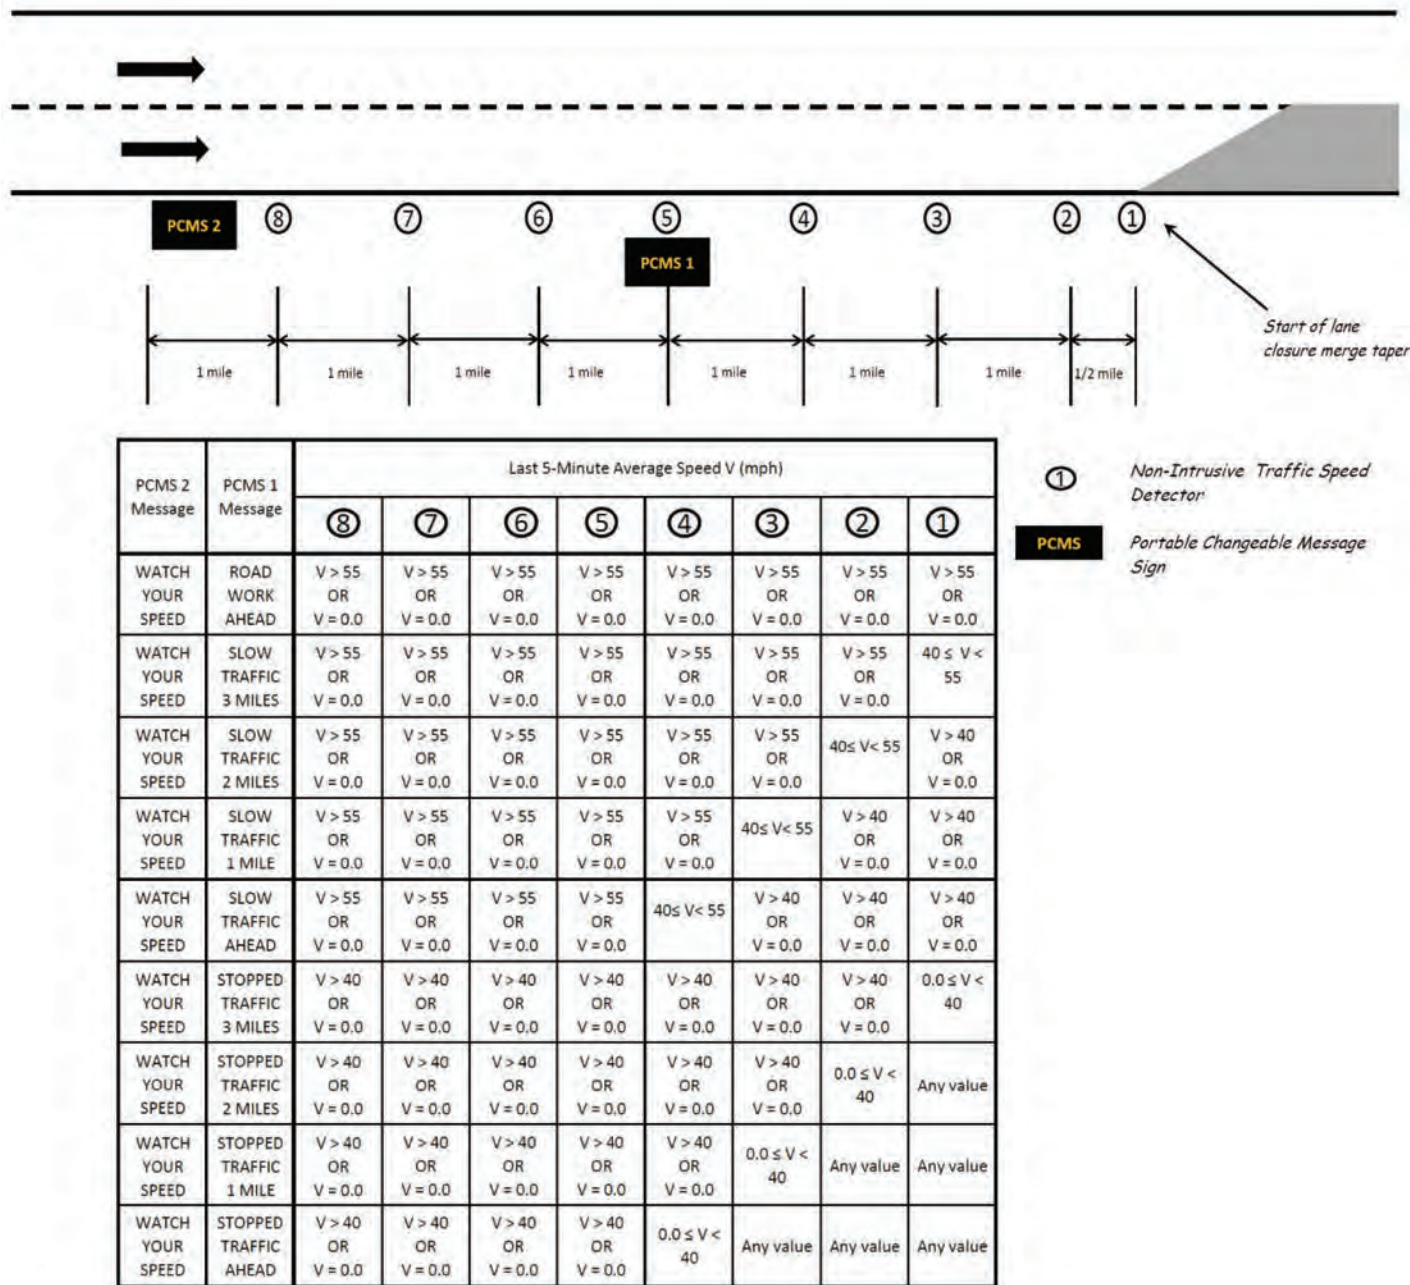 PCMS 2
8
7
6
5
4
3
2
1
PCMS 1
Start of lane
closure merge taper
1 mile
1 mile
1 mile
1 mile
1 mile
1 mile
1 mile
1/2 mile
PCMS 2
Message
PCMS 1
Message
Last 5-Minute Average Speed V (mph)
8 7 6 5 4 3 2 1
1
Non-Intrusive Traffic Speed
Detector
PCMS
Portable Changeable Message
Sign
WATCH ROAD V > 55 V > 55 V > 55 V > 55 V > 55 V > 55 V > 55 V > 55
YOUR WORK OR OR OR OR OR OR OR OR
SPEED AHEAD V = 0.0 V = 0.0 V = 0.0 V = 0.0 V = 0.0 V = 0.0 V = 0.0 V = 0.0
WATCH SLOW V > 55 V > 55 V > 55 V > 55 V > 55 V > 55 V > 55 40 ≤ V <
YOUR TRAFFIC OR OR OR OR OR OR OR 55
SPEED 3 MILES V = 0.0 V = 0.0 V = 0.0 V = 0.0 V = 0.0 V = 0.0 V = 0.0
WATCH SLOW V > 55 V > 55 V > 55 V > 55 V > 55 V > 55 40≤ V< 55 V > 40
YOUR TRAFFIC OR OR OR OR OR OR OR
SPEED 2 MILES V = 0.0 V = 0.0 V = 0.0 V = 0.0 V = 0.0 V = 0.0 V = 0.0
WATCH SLOW V > 55 V > 55 V > 55 V > 55 V > 55 40≤ V< 55 V > 40 V > 40
YOUR TRAFFIC OR OR OR OR OR OR OR
SPEED 1 MILE V = 0.0 V = 0.0 V = 0.0 V = 0.0 V = 0.0 V = 0.0 V = 0.0
WATCH SLOW V > 55 V > 55 V > 55 V > 55 40≤ V< 55 V > 40 V > 40 V > 40
YOUR TRAFFIC OR OR OR OR OR OR OR
SPEED AHEAD V = 0.0 V = 0.0 V = 0.0 V = 0.0 V = 0.0 V = 0.0 V = 0.0
WATCH STOPPED V > 40 V > 40 V > 40 V > 40 V > 40 V > 40 V > 40 0.0 ≤ V <
YOUR TRAFFIC OR OR OR OR OR OR OR 40
SPEED 3 MILES V = 0.0 V = 0.0 V = 0.0 V = 0.0 V = 0.0 V = 0.0 V = 0.0
WATCH STOPPED V > 40 V > 40 V > 40 V > 40 V > 40 V > 40 0.0 ≤ V <
YOUR TRAFFIC OR OR OR OR OR OR 40 Any value
SPEED 2 MILES V = 0.0 V = 0.0 V = 0.0 V = 0.0 V = 0.0 V = 0.0
WATCH STOPPED V > 40 V > 40 V > 40 V > 40 V > 40 0.0 ≤ V <
YOUR TRAFFIC OR OR OR OR OR 40 Any value Any value
SPEED 1 MILE V = 0.0 V = 0.0 V = 0.0 V = 0.0 V = 0.0
WATCH STOPPED V > 40 V > 40 V > 40 V > 40 0.0 ≤ V <
YOUR TRAFFIC OR OR OR OR 40 Any value Any value Any value
SPEED AHEAD V = 0.0 V = 0.0 V = 0.0 V = 0.0